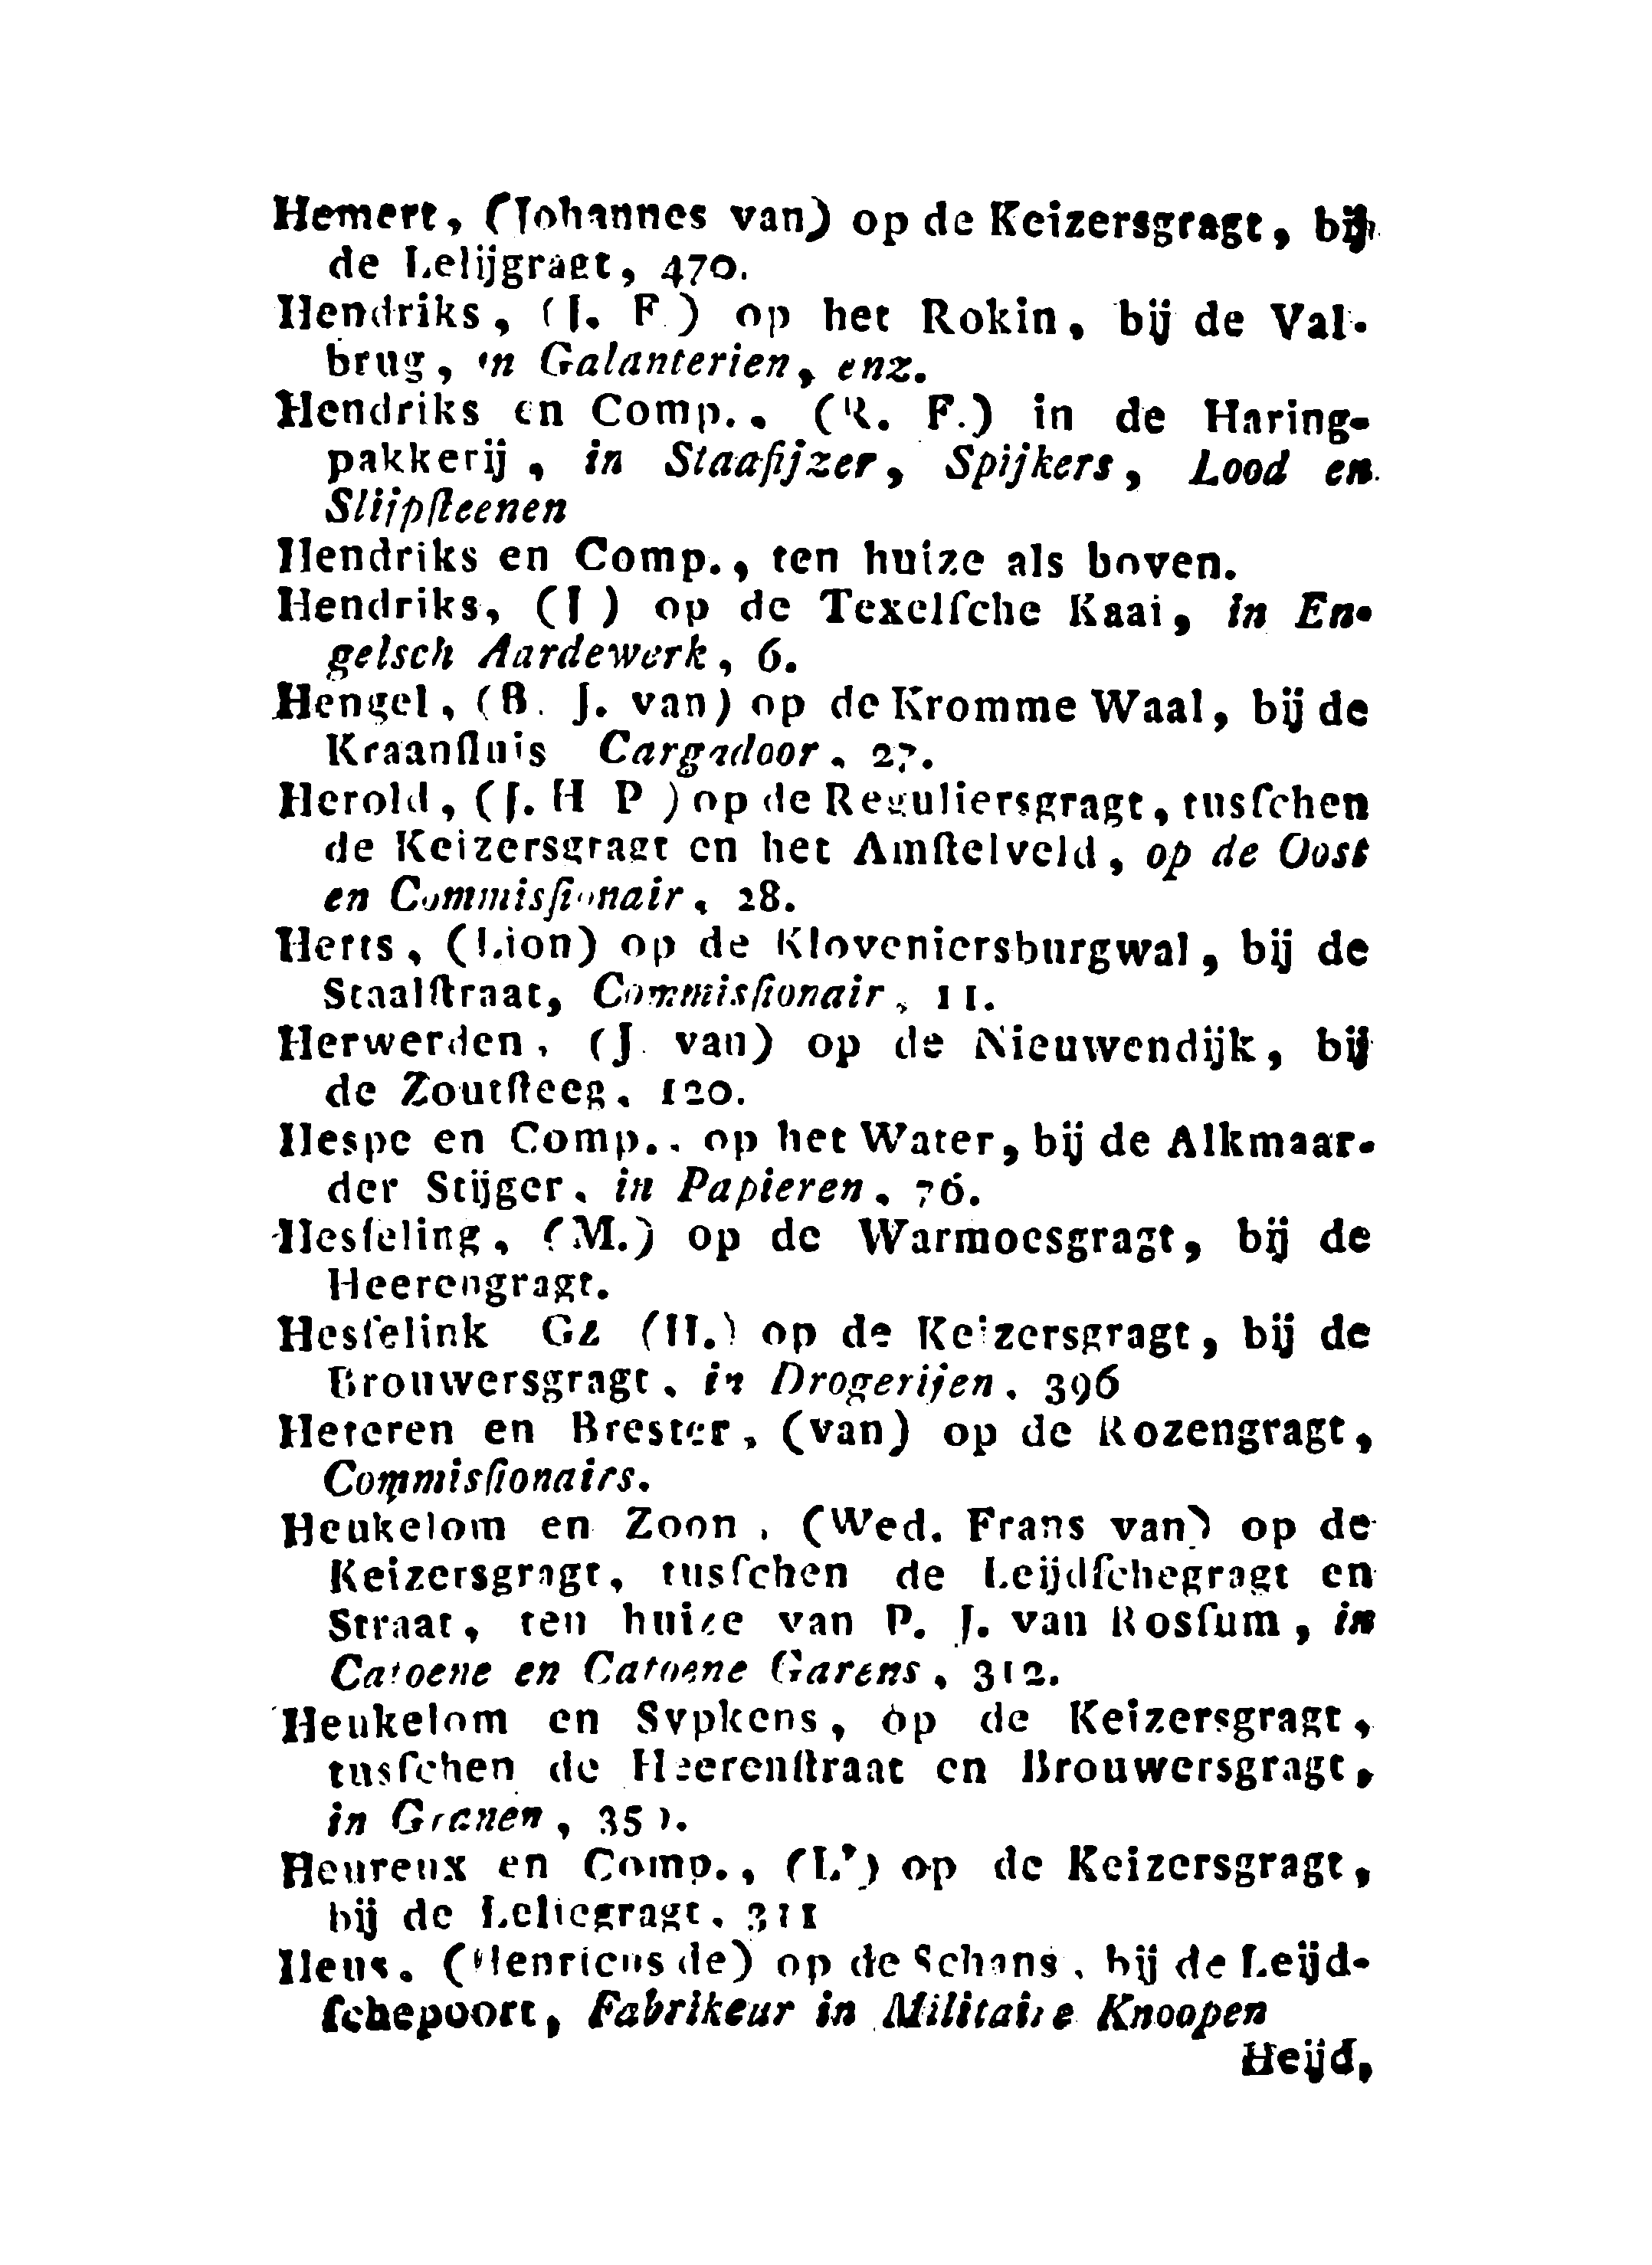 Hemert, (Johannes van) op de Keizersgragt, bij
de Lelijgragt, 470.
Hendriks, (J. F.) op het Rokin, bij de Val-
brug, in Galanterien, enz.
Hendriks en Comp., (R. F.) in de Haring-
pakkerij, in Staafijzer, Spijkers, Lood en
Slijpſteenen
Hendriks en Comp., ten huize als boven.
Hendriks, (J) op de Texelſche Kaai, in En-
gelsch Aardewerk, 6.
Hengel, (B. J. van) op de Kromme Waal, bij de
Kraanſluis Cargadoor, 27.
Herold, (J. H P) op de Reguliersgragt, tusſchen
de Keizersgragt en het Amſtelveld, op de Oost
en Commisſionair, 28.
Herts, (Lion) op de Kloveniersburgwal, bij de
Staalſtraat, Commisſionair, 11.
Herwerden, (J. van) op de Nieuwendijk, bij
de Zoutſteeg, 120.
Hespe en Comp., op het Water, bij de Alkmaar-
der Stijger, in Papieren, 76.
Hesſeling, (M.) op de Warmoesgragt, bij de
Heerengragt.
Hesſelink Gz (H.) op de Keizersgragt, bij de
Brouwersgragt, in Drogerijen, 396
Heteren en Brester, (van) op de Rozengragt,
Commisſionairs.
Heukelom en Zoon, (Wed. Frans van) op de
Keizersgragt, tusſchen de Leijdſchegragt en
Straat, ten huize van P. J. van Rosſum, in
Catoene en Catoene Garens, 312.
Heukelom en Sypkens, op de Keizersgragt,
tusſchen de Heerenſtraat en Brouwersgragt,
in Granen,
Heureux en Comp., (L') op de Keizersgragt,
bij de Leliegragt, 311
Heus, (Henricus de) op de Schans, bij de Leijd-
ſchepoort, Fabrikeur in Militaire Knoopen
Heijd,